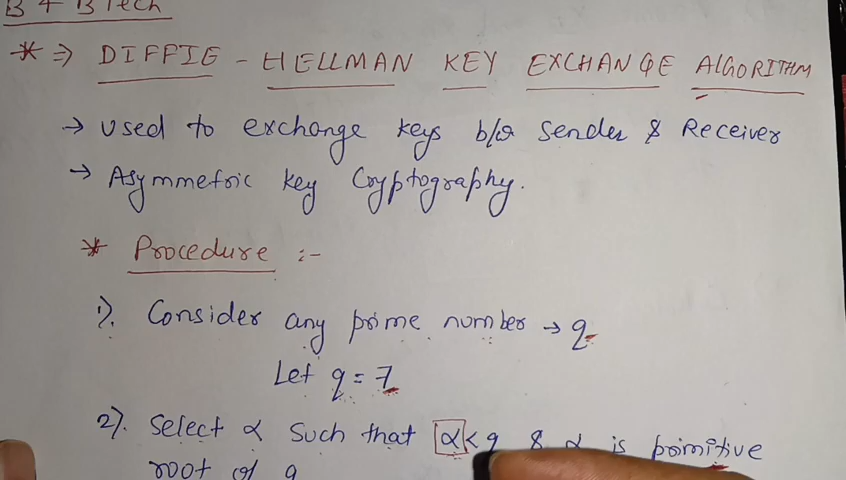 B + BTech
* ⇒ DIFFIE - HELLMAN KEY EXCHANGE ALGORITHM
→ Used to exchange keys b/w Sender & Receiver
→ Asymmetric key Cryptography.
* Procedure :-
1). Consider any prime number → q
Let q = 7
2). Select α such that α < q & α is primitive
root of q